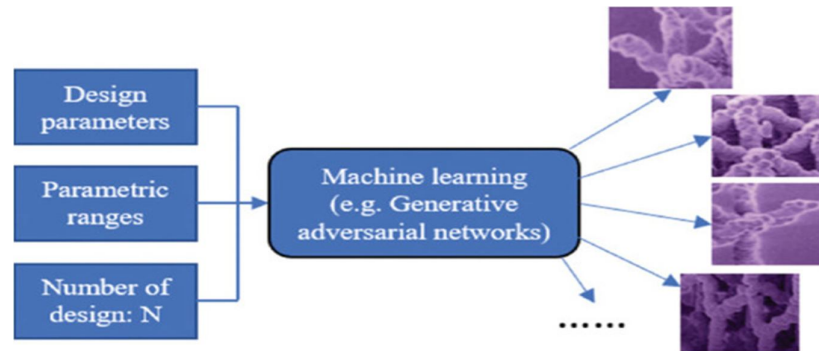 Design
parameters
Parametric
ranges
Number of
design: N
Machine learning
(e.g. Generative
adversarial networks)
......